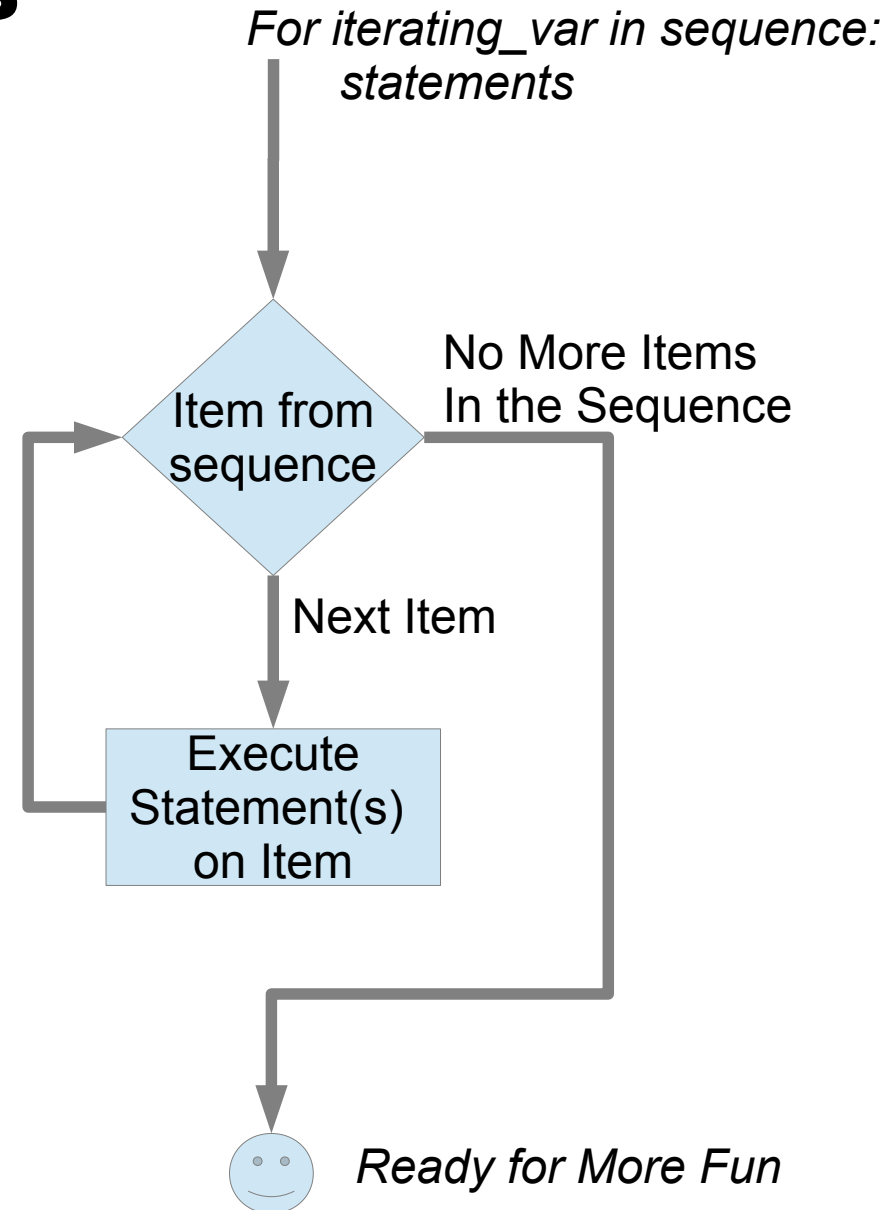 For iterating_var in sequence:
statements
No More Items
In the Sequence
Item from
sequence
Next Item
Execute
Statement(s)
on Item
Ready for More Fun